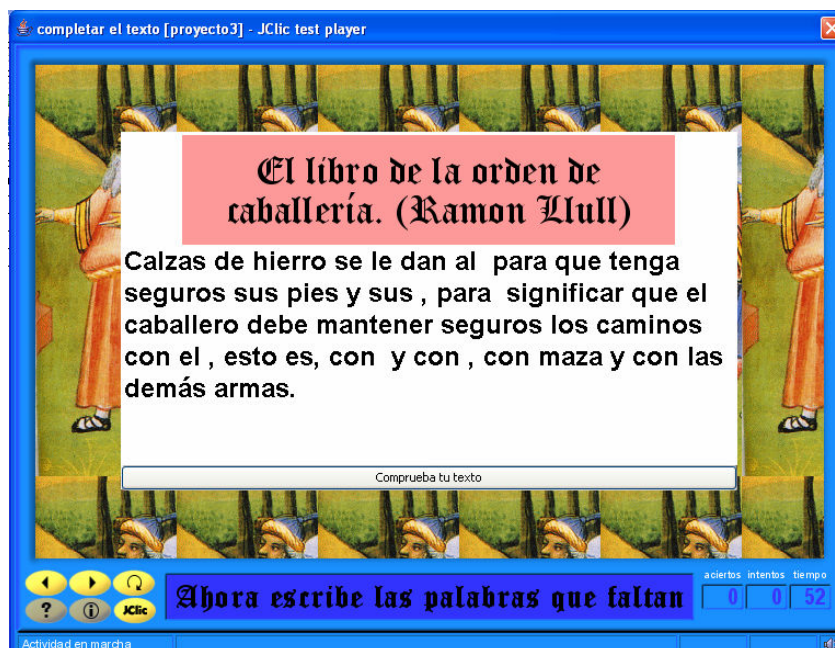 completar el texto [proyecto3] - JClic test player
El libro de la orden de
caballería. (Ramon Llull)
Calzas de hierro se le dan al  para que tenga
seguros sus pies y sus , para  significar que el
caballero debe mantener seguros los caminos
con el , esto es, con  y con , con maza y con las
demás armas.
Comprueba tu texto
Ahora escribe las palabras que faltan
aciertos intentos tiempo
0 0 52
? i JClic
Actividad en marcha